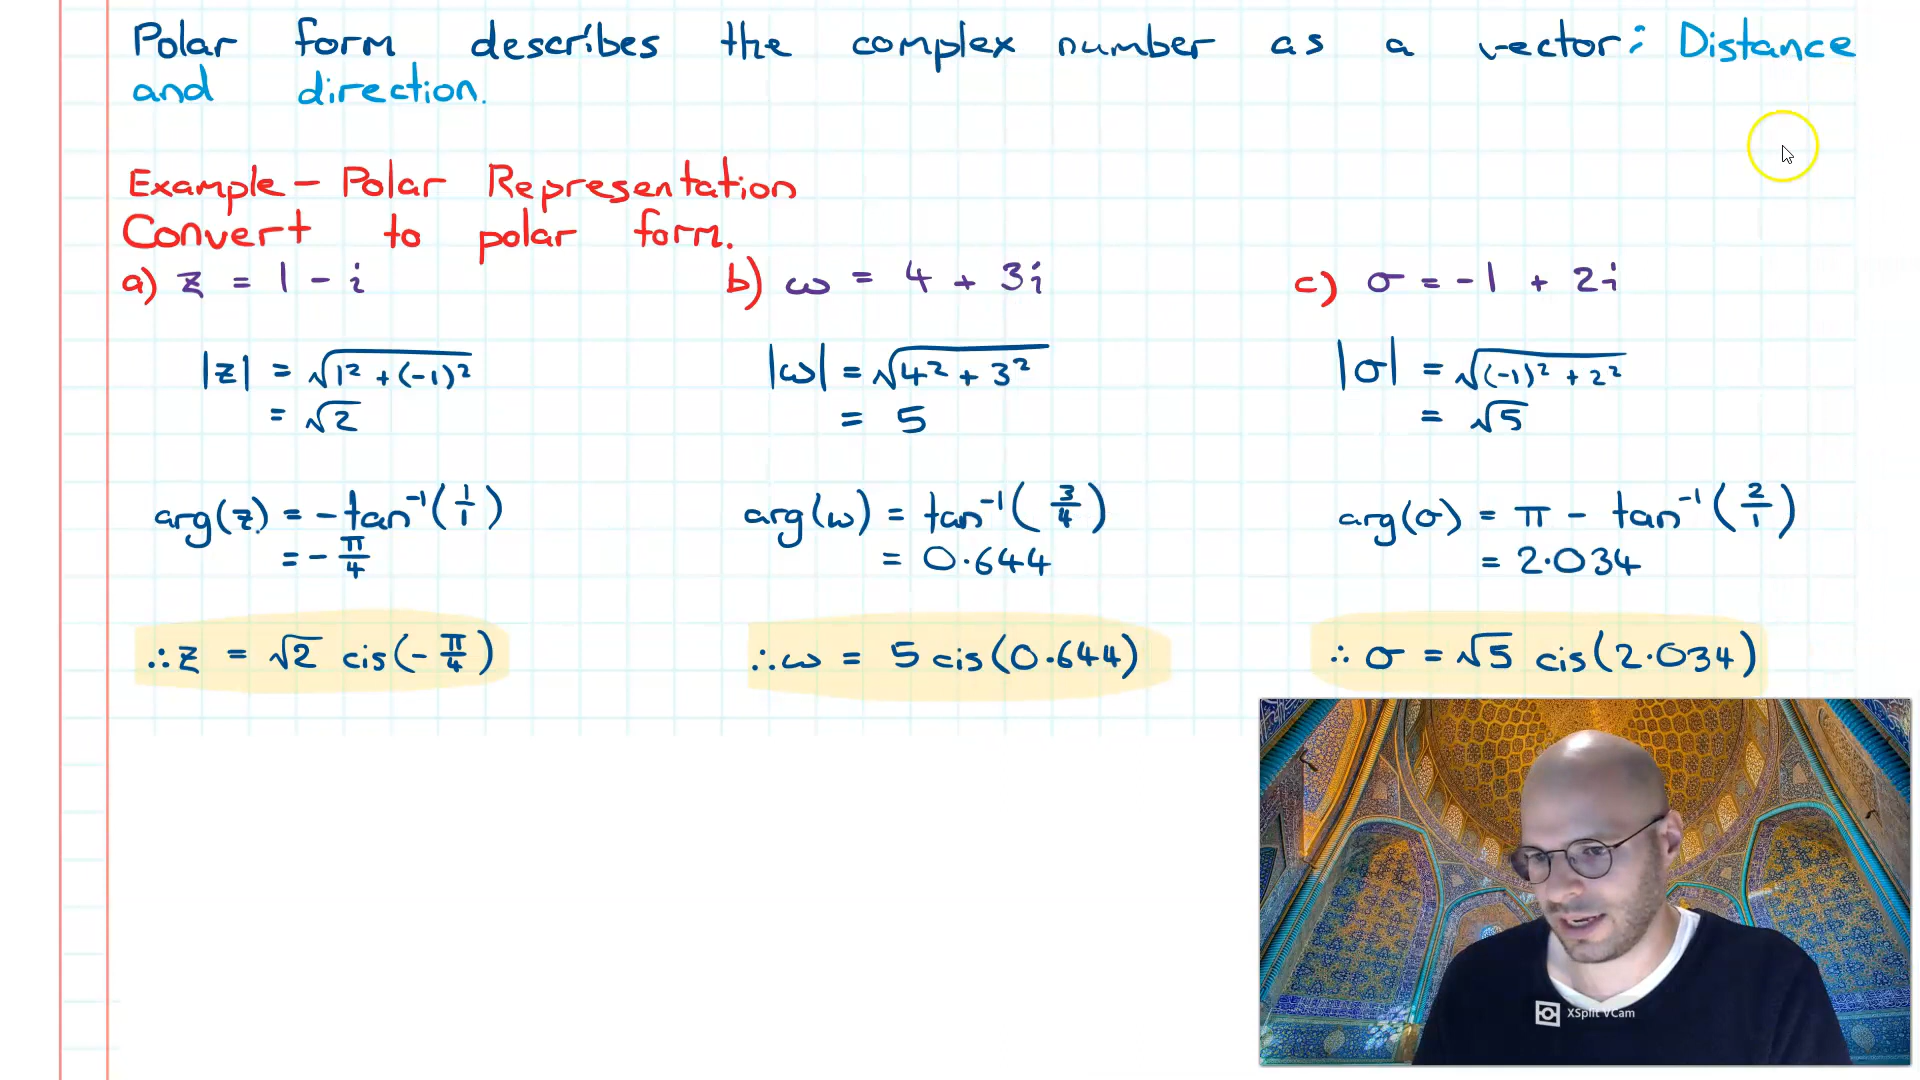 Polar form describes the complex number as a vector: Distance
and direction.
Example - Polar Representation
Convert to polar form.
a) z = 1 - i
|z| = √(1² + (-1)²)
= √2
arg(z) = -tan⁻¹(1/1)
= -π/4
∴ z = √2 cis(-π/4)
b) ω = 4 + 3i
|ω| = √(4² + 3²)
= 5
arg(ω) = tan⁻¹(3/4)
= 0.644
∴ ω = 5 cis(0.644)
c) σ = -1 + 2i
|σ| = √((-1)² + 2²)
= √5
arg(σ) = π - tan⁻¹(2/1)
= 2.034
∴ σ = √5 cis(2.034)
XSplit VCam